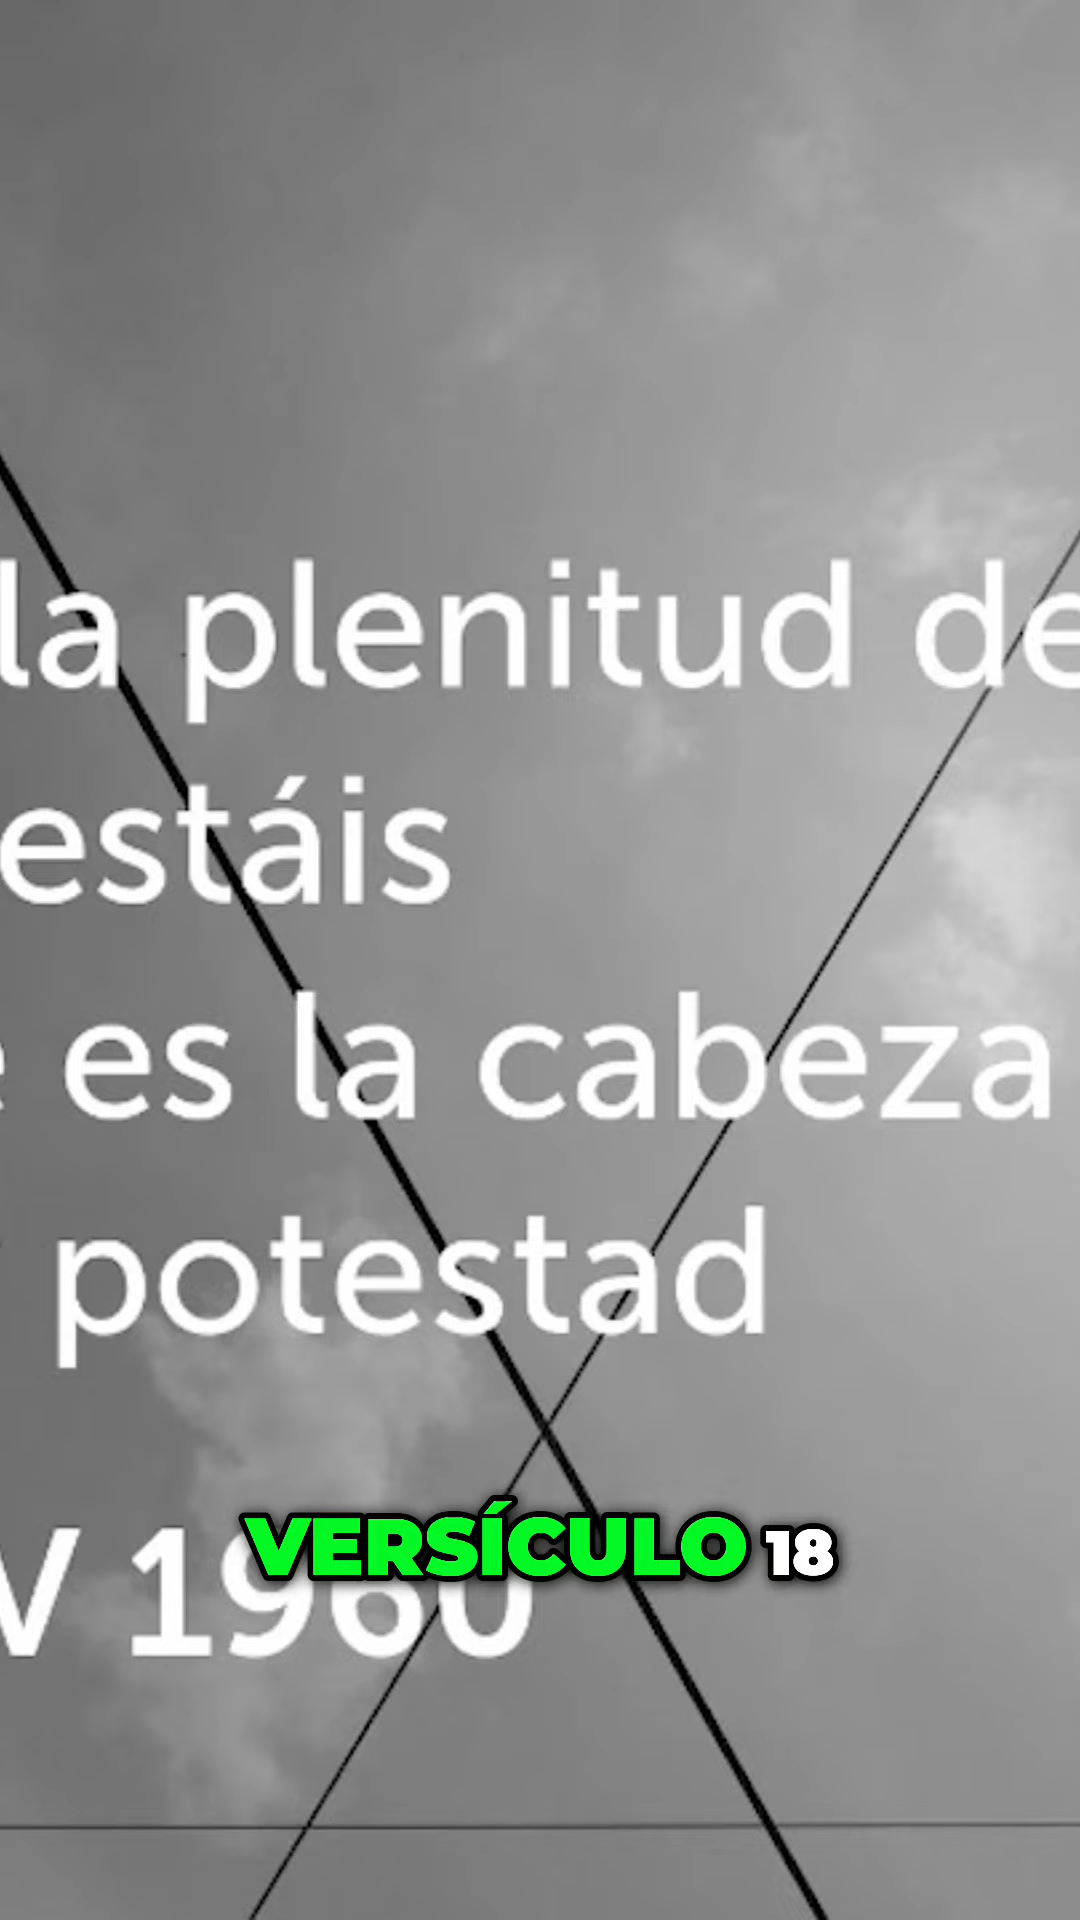 la plenitud de
estáis
es la cabeza
potestad
V 1960
VERSÍCULO 18